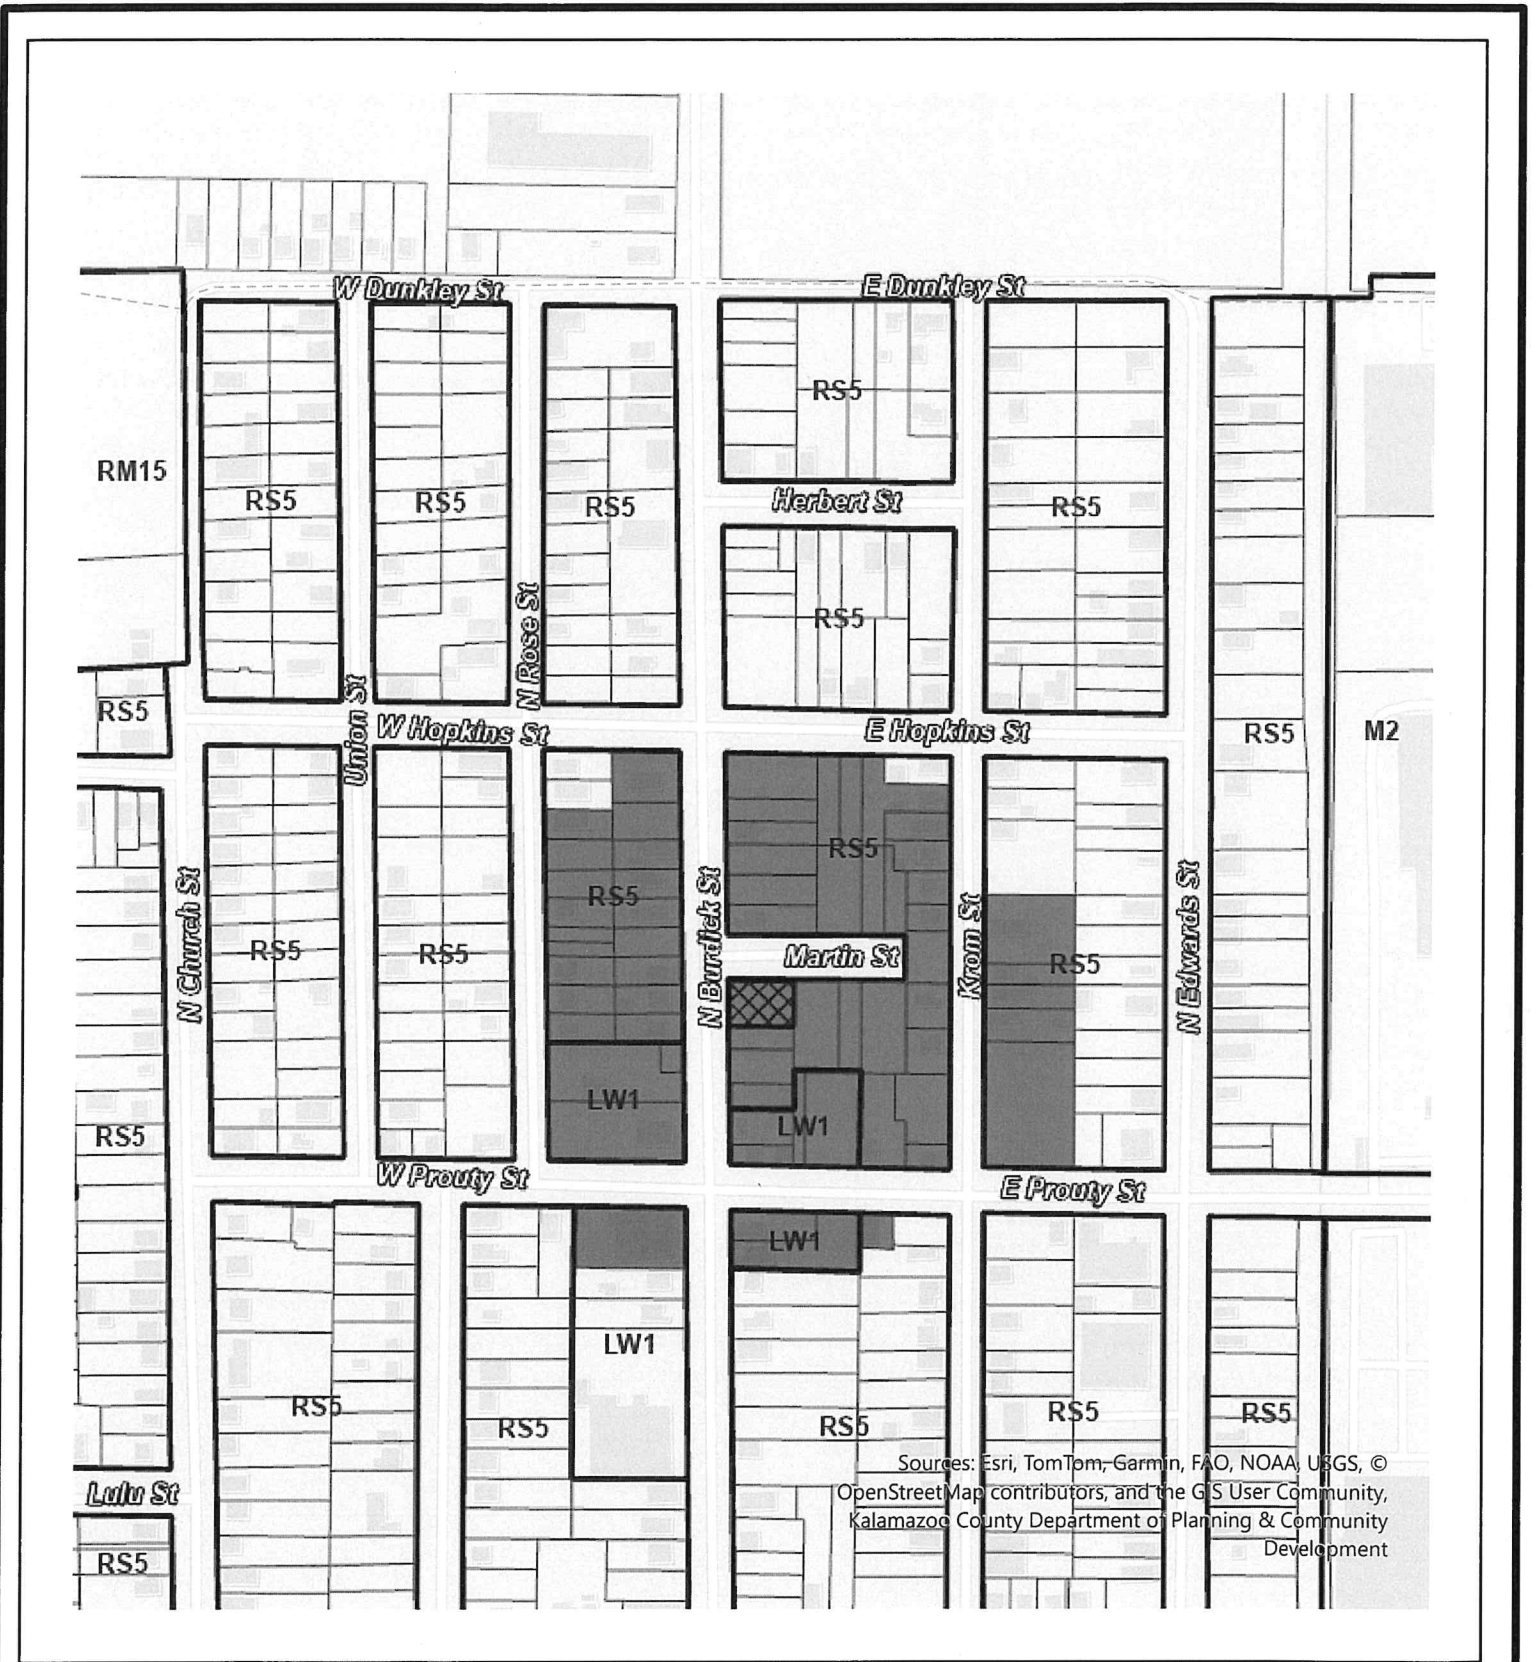 W Dunkley St
E Dunkley St
RS5
RM15
RS5
RS5
RS5
Herbert St
RS5
RS5
N Rose St
RS5
Union St
W Hopkins St
E Hopkins St
RS5
M2
RS5
RS5
N Church St
N Burdick St
Krom St
N Edwards St
RS5
RS5
Martin St
RS5
LW1
LW1
RS5
W Prouty St
E Prouty St
LW1
LW1
RS5
RS5
RS5
RS5
RS5
Sources: Esri, TomTom, Garmin, FAO, NOAA, USGS, ©
OpenStreetMap contributors, and the GIS User Community,
Kalamazoo County Department of Planning & Community
Development
Lulu St
RS5